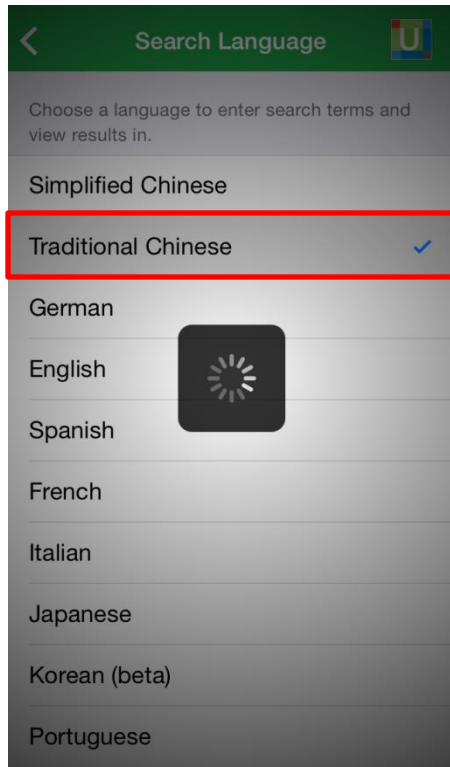 Search Language
U
Choose a language to enter search terms and
view results in.
Simplified Chinese
Traditional Chinese
German
English
Spanish
French
Italian
Japanese
Korean (beta)
Portuguese